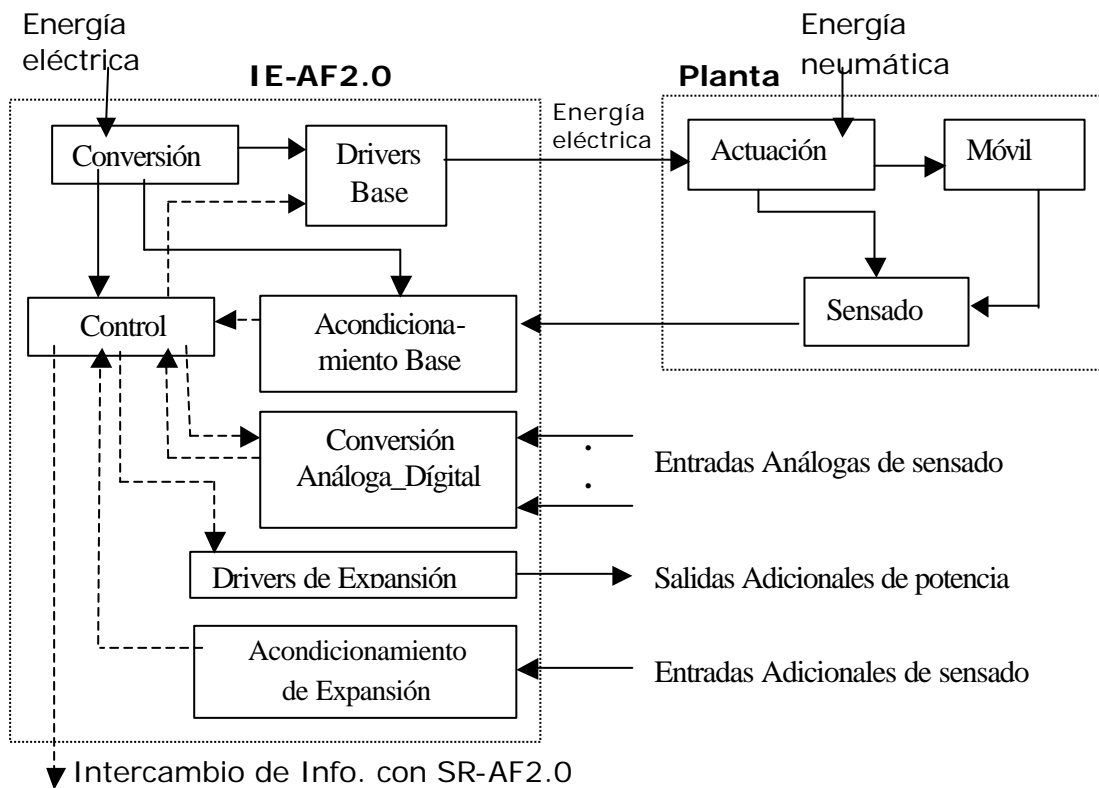 Energía
eléctrica
IE-AF2.0
Planta
Energía
neumática
Energía
eléctrica
Conversión
Drivers
Base
Actuación
Móvil
Control
Acondiciona-
miento Base
Sensado
Conversión
Análoga_Dígital
Entradas Análogas de sensado
Drivers de Expansión
Salidas Adicionales de potencia
Acondicionamiento
de Expansión
Entradas Adicionales de sensado
Intercambio de Info. con SR-AF2.0